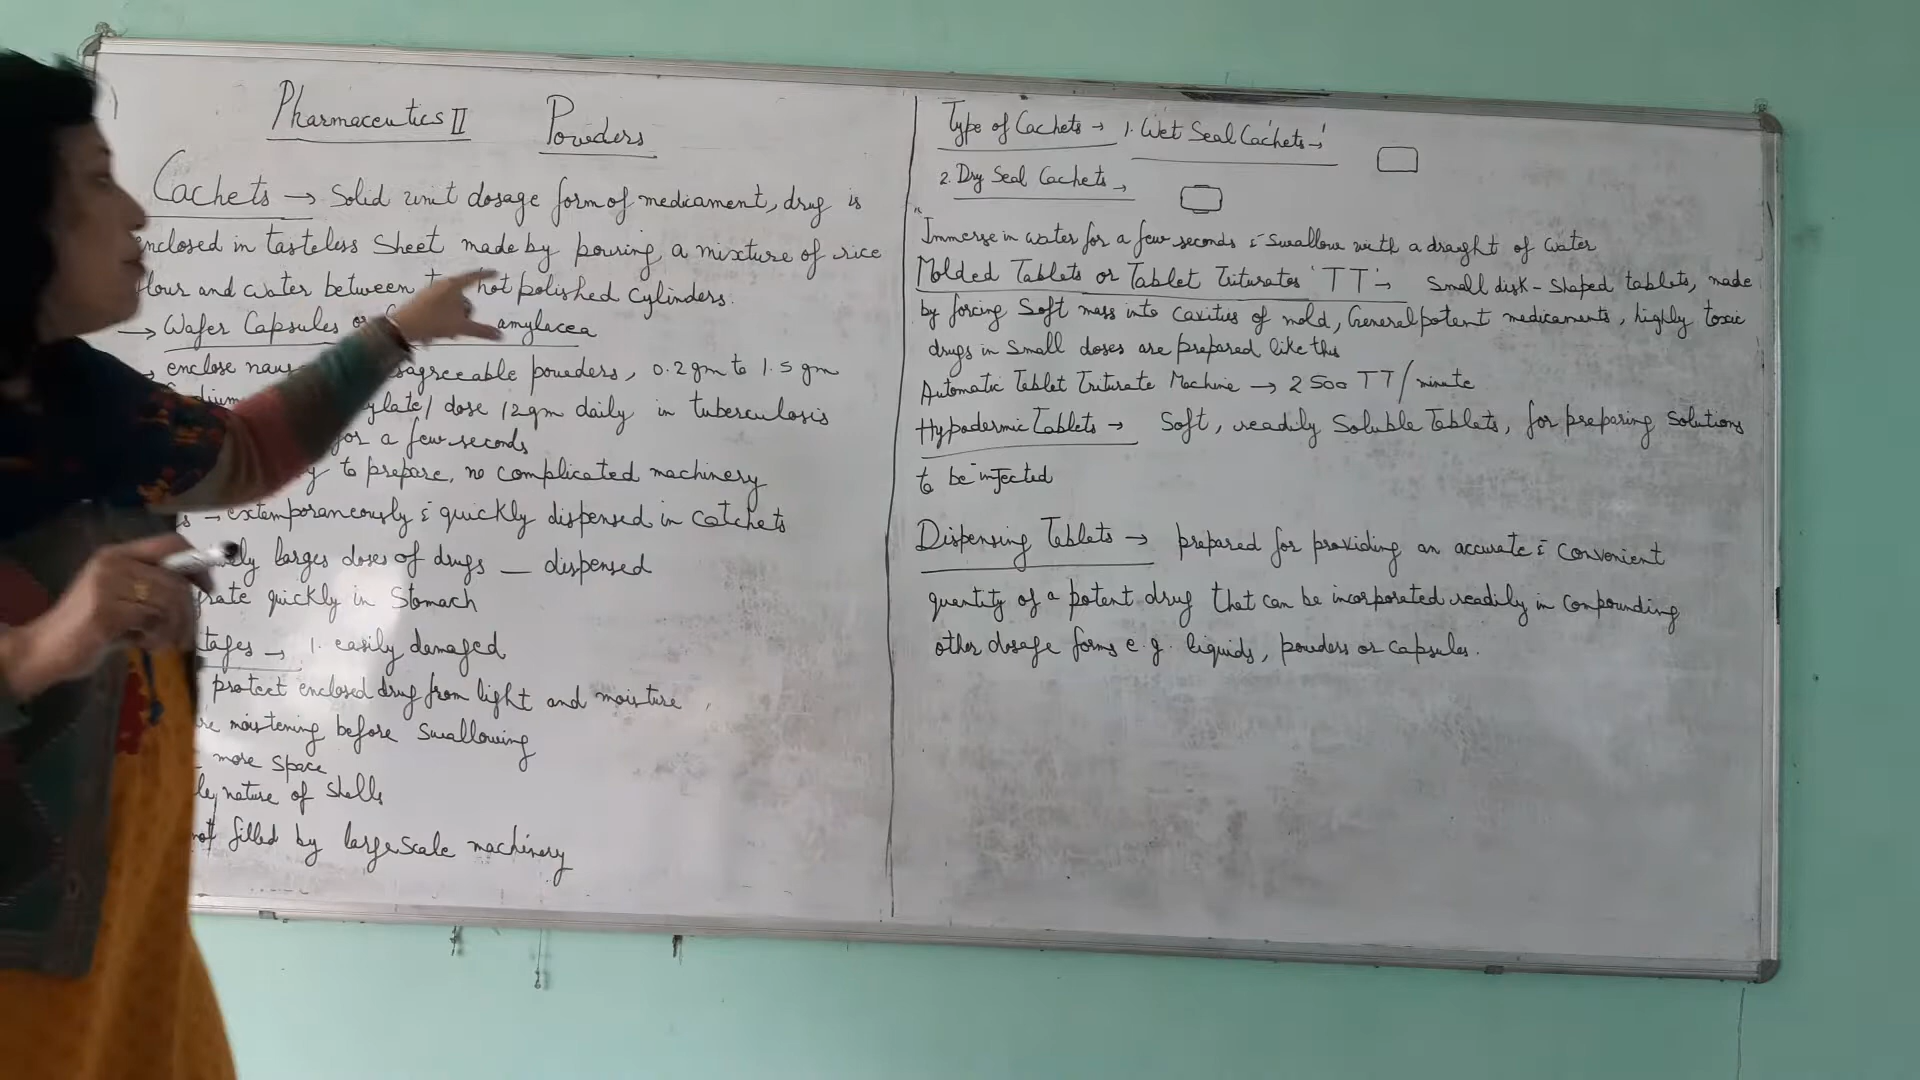 Pharmaceutics II Powders
Cachets → Solid unit dosage form of medicament, drug is
enclosed in tasteless sheet made by pouring a mixture of rice
flour and water between hot polished cylinders.
→ Wafer Capsules or amylacea
enclose powders, 0.2gm to 1.5 gm
/ dose 12gm daily in tuberculosis
for a few seconds
to prepare, no complicated machinery
→ extemporaneously & quickly dispensed in catchets
larges doses of drugs — dispensed
quickly in Stomach
→ 1. easily damaged
protect enclosed drug from light and moisture
moistening before swallowing
more space
nature of shells
not filled by large scale machinery
Type of Cachets → 1. Wet Seal Cachets →
2. Dry Seal Cachets →
Immerse in water for a few seconds & swallow with a draught of water
Molded Tablets or Tablet Triturates 'TT' → Small disk-shaped tablets, made
by forcing soft mass into cavities of mold, General potent medicaments, highly toxic
drugs in small doses are prepared like this
Automatic Tablet Triturate Machine → 2500 TT/minute
Hypodermic Tablets → Soft, readily soluble Tablets, for preparing solutions
to be injected
Dispensing Tablets → prepared for providing an accurate & convenient
quantity of a potent drug that can be incorporated readily in compounding
other dosage forms e.g. liquids, powders or capsules.